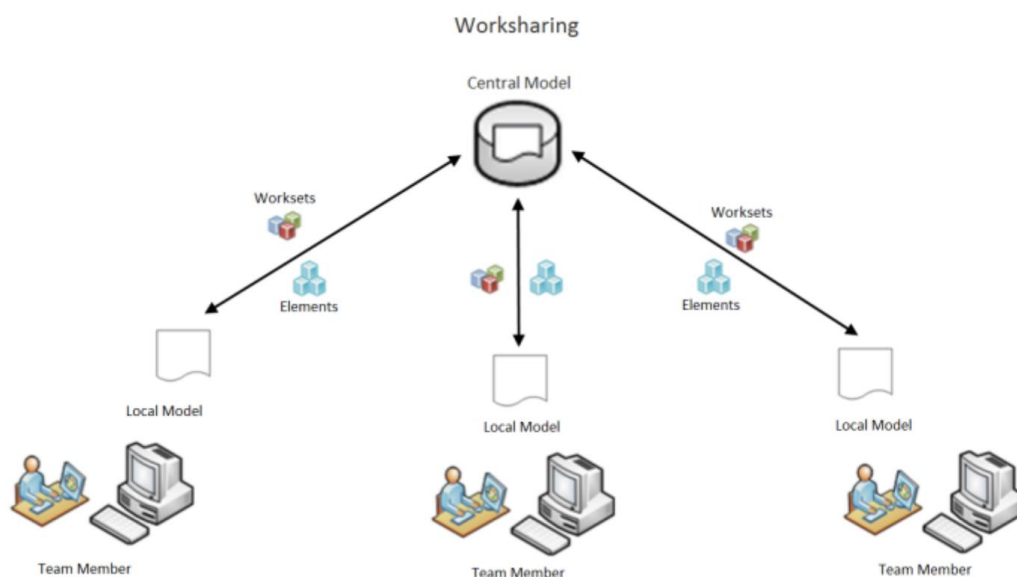 Worksharing
Central Model
Worksets
Worksets
Elements
Elements
Local Model
Local Model
Local Model
Team Member
Team Member
Team Member